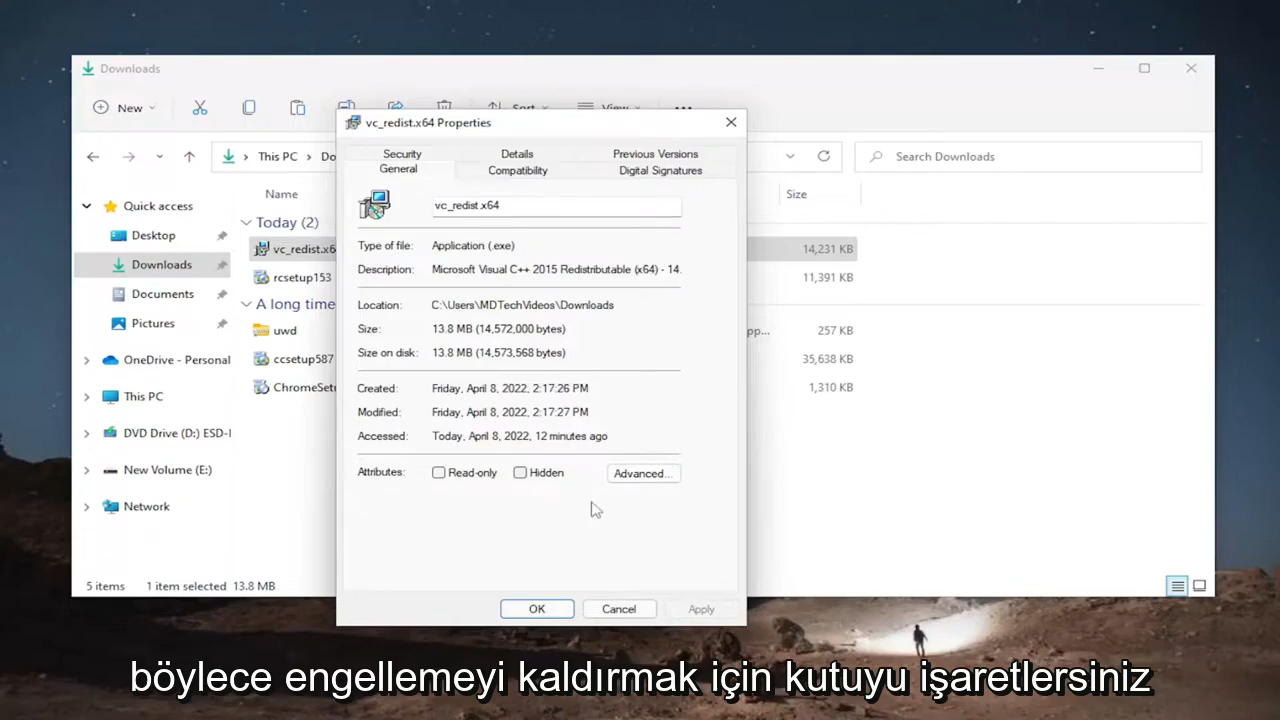 Downloads
New
Sort
View
vc_redist.x64 Properties
Security
Details
Previous Versions
General
Compatibility
Digital Signatures
This PC
Search Downloads
Name
Size
Quick access
Desktop
Downloads
Documents
Pictures
OneDrive - Personal
This PC
DVD Drive (D:) ESD-I
New Volume (E:)
Network
Today (2)
vc_redist.x6
14,231 KB
rcsetup153
11,391 KB
A long time
uwd
257 KB
ccsetup587
35,638 KB
ChromeSet
1,310 KB
vc_redist.x64
Type of file: Application (.exe)
Description: Microsoft Visual C++ 2015 Redistributable (x64) - 14.
Location: C:\Users\MDTechVideos\Downloads
Size: 13.8 MB (14,572,000 bytes)
Size on disk: 13.8 MB (14,573,568 bytes)
Created: Friday, April 8, 2022, 2:17:26 PM
Modified: Friday, April 8, 2022, 2:17:27 PM
Accessed: Today, April 8, 2022, 12 minutes ago
Attributes: Read-only Hidden Advanced...
OK Cancel Apply
5 items 1 item selected 13.8 MB
böylece engellemeyi kaldırmak için kutuyu işaretlersiniz